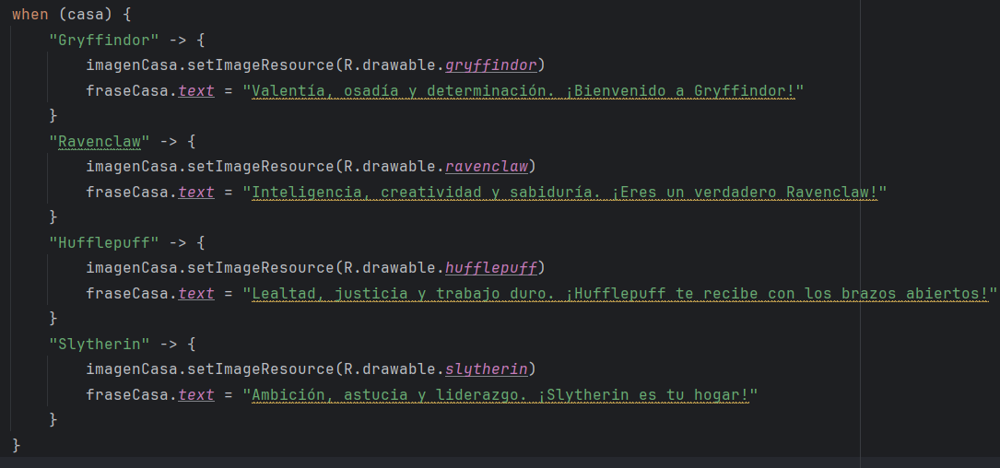 when (casa) {
    "Gryffindor" -> {
        imagenCasa.setImageResource(R.drawable.gryffindor)
        fraseCasa.text = "Valentía, osadía y determinación. ¡Bienvenido a Gryffindor!"
    }
    "Ravenclaw" -> {
        imagenCasa.setImageResource(R.drawable.ravenclaw)
        fraseCasa.text = "Inteligencia, creatividad y sabiduría. ¡Eres un verdadero Ravenclaw!"
    }
    "Hufflepuff" -> {
        imagenCasa.setImageResource(R.drawable.hufflepuff)
        fraseCasa.text = "Lealtad, justicia y trabajo duro. ¡Hufflepuff te recibe con los brazos abiertos!"
    }
    "Slytherin" -> {
        imagenCasa.setImageResource(R.drawable.slytherin)
        fraseCasa.text = "Ambición, astucia y liderazgo. ¡Slytherin es tu hogar!"
    }
}